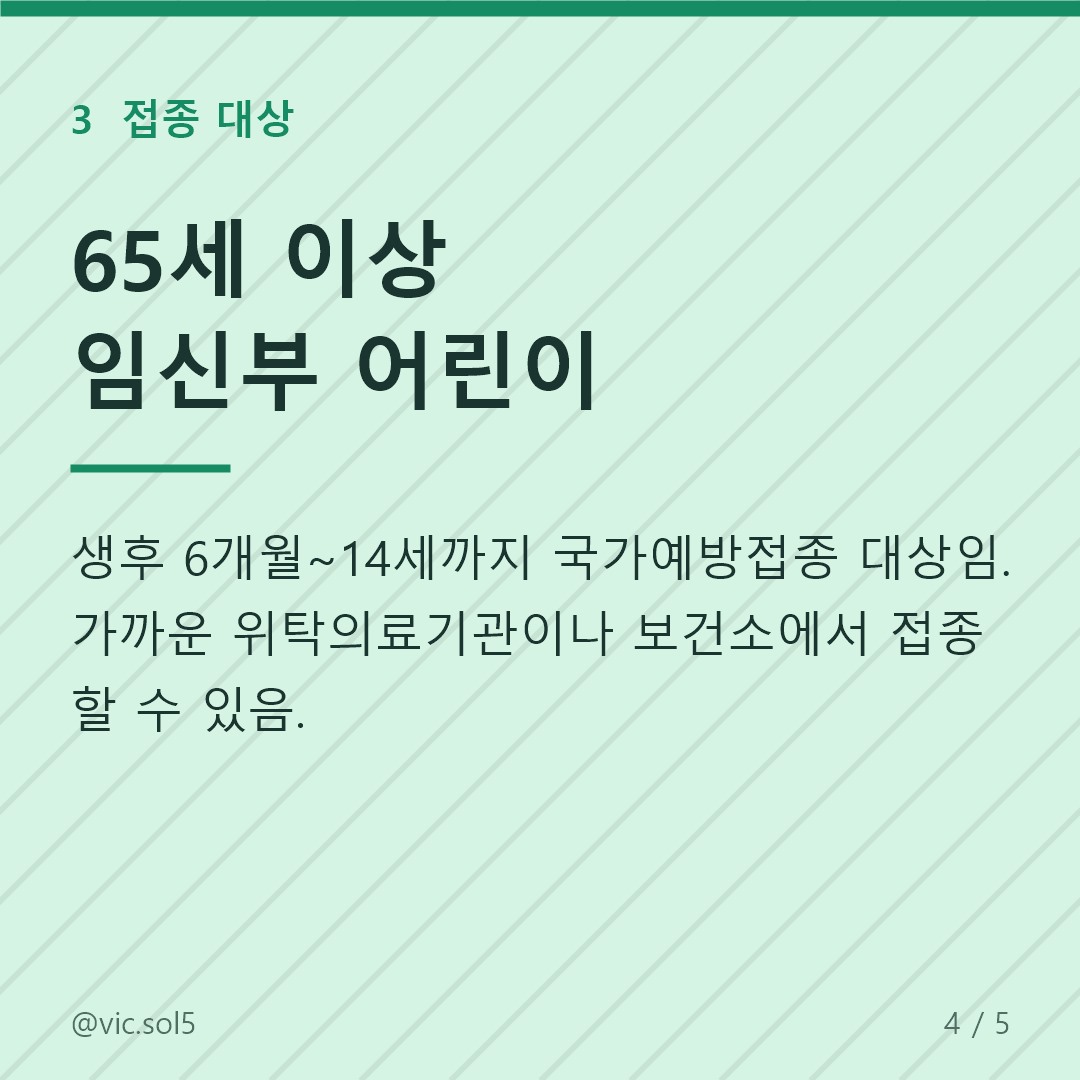 3 접종 대상
65세 이상
임신부 어린이
생후 6개월~14세까지 국가예방접종 대상임.
가까운 위탁의료기관이나 보건소에서 접종
할 수 있음.
@vic.sol5
4 / 5